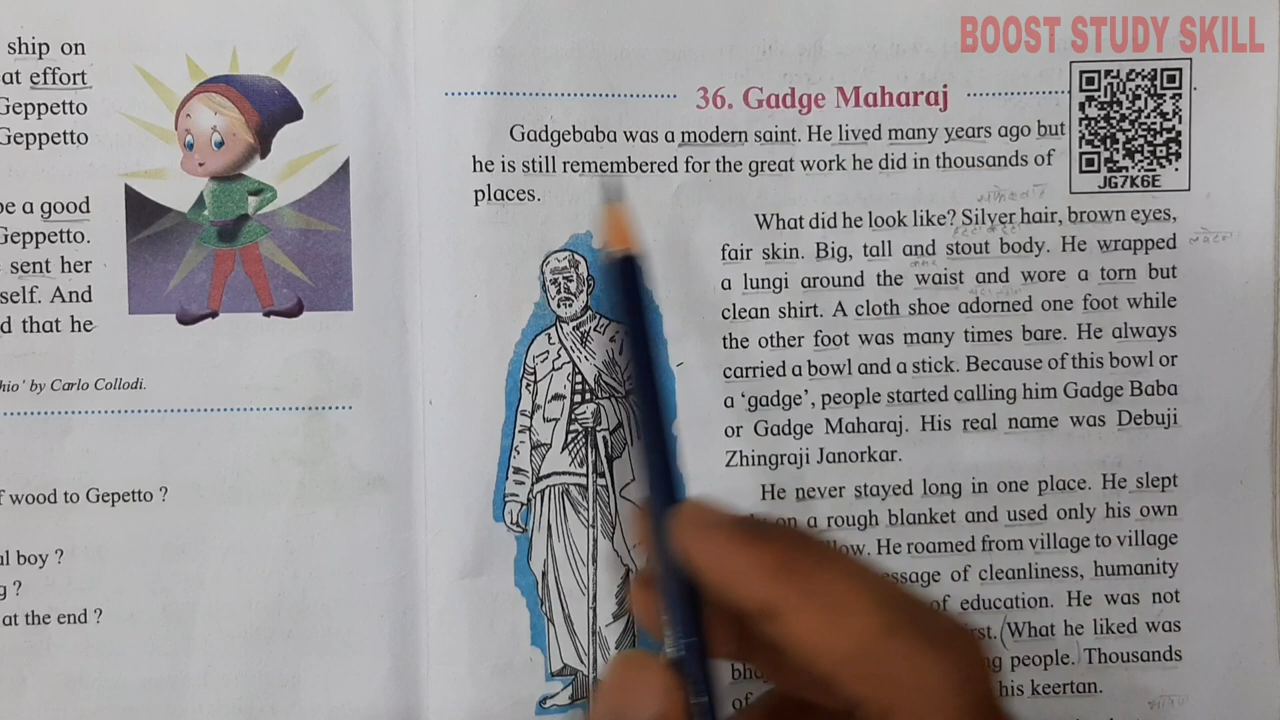 BOOST STUDY SKILL
ship on
at effort
Geppetto
Geppetto
be a good
Geppetto.
sent her
self. And
d that he
hio' by Carlo Collodi.
f wood to Gepetto ?
ul boy ?
g ?
at the end ?
36. Gadge Maharaj
JG7K6E
Gadgebaba was a modern saint. He lived many years ago but
he is still remembered for the great work he did in thousands of
places.
What did he look like? Silver hair, brown eyes,
fair skin. Big, tall and stout body. He wrapped
a lungi around the waist and wore a torn but
clean shirt. A cloth shoe adorned one foot while
the other foot was many times bare. He always
carried a bowl and a stick. Because of this bowl or
a 'gadge', people started calling him Gadge Baba
or Gadge Maharaj. His real name was Debuji
Zhingraji Janorkar.
He never stayed long in one place. He slept
on a rough blanket and used only his own
low. He roamed from village to village
essage of cleanliness, humanity
of education. He was not
rst. (What he liked was
ng people.) Thousands
of his keertan.